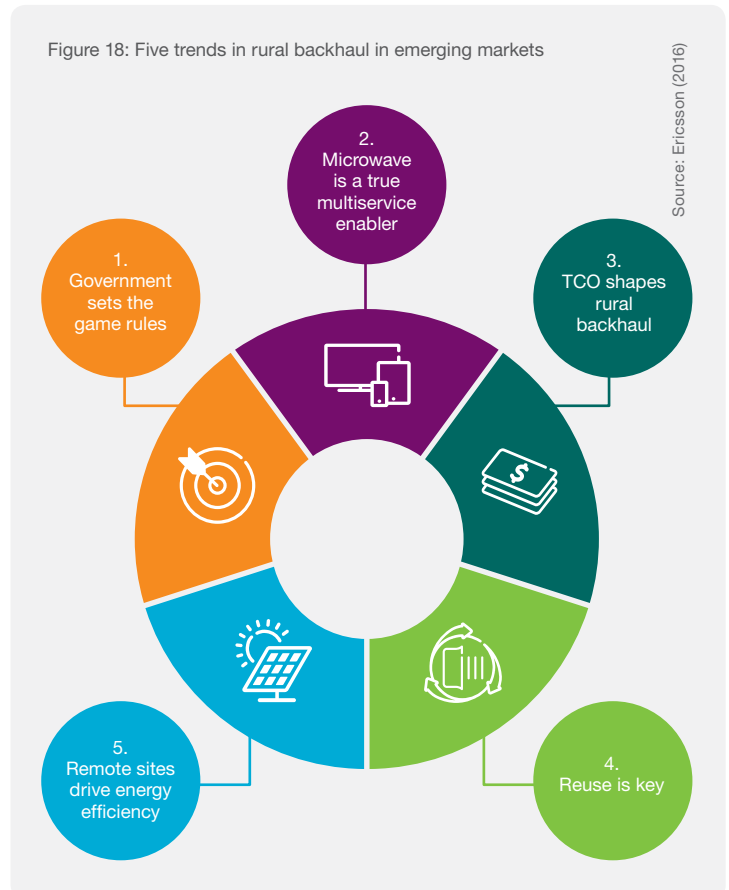 Figure 18: Five trends in rural backhaul in emerging markets
Source: Ericsson (2016)
1.
Government
sets the
game rules
2.
Microwave
is a true
multiservice
enabler
3.
TCO shapes
rural
backhaul
$
4.
Reuse is key
5.
Remote sites
drive energy
efficiency